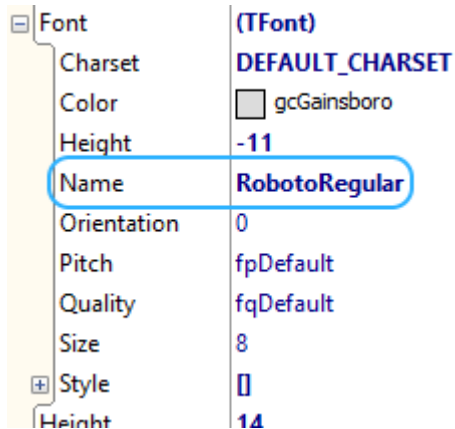 Font (TFont)
Charset DEFAULT_CHARSET
Color gcGainsboro
Height -11
Name RobotoRegular
Orientation 0
Pitch fpDefault
Quality fqDefault
Size 8
Style []
Height 14